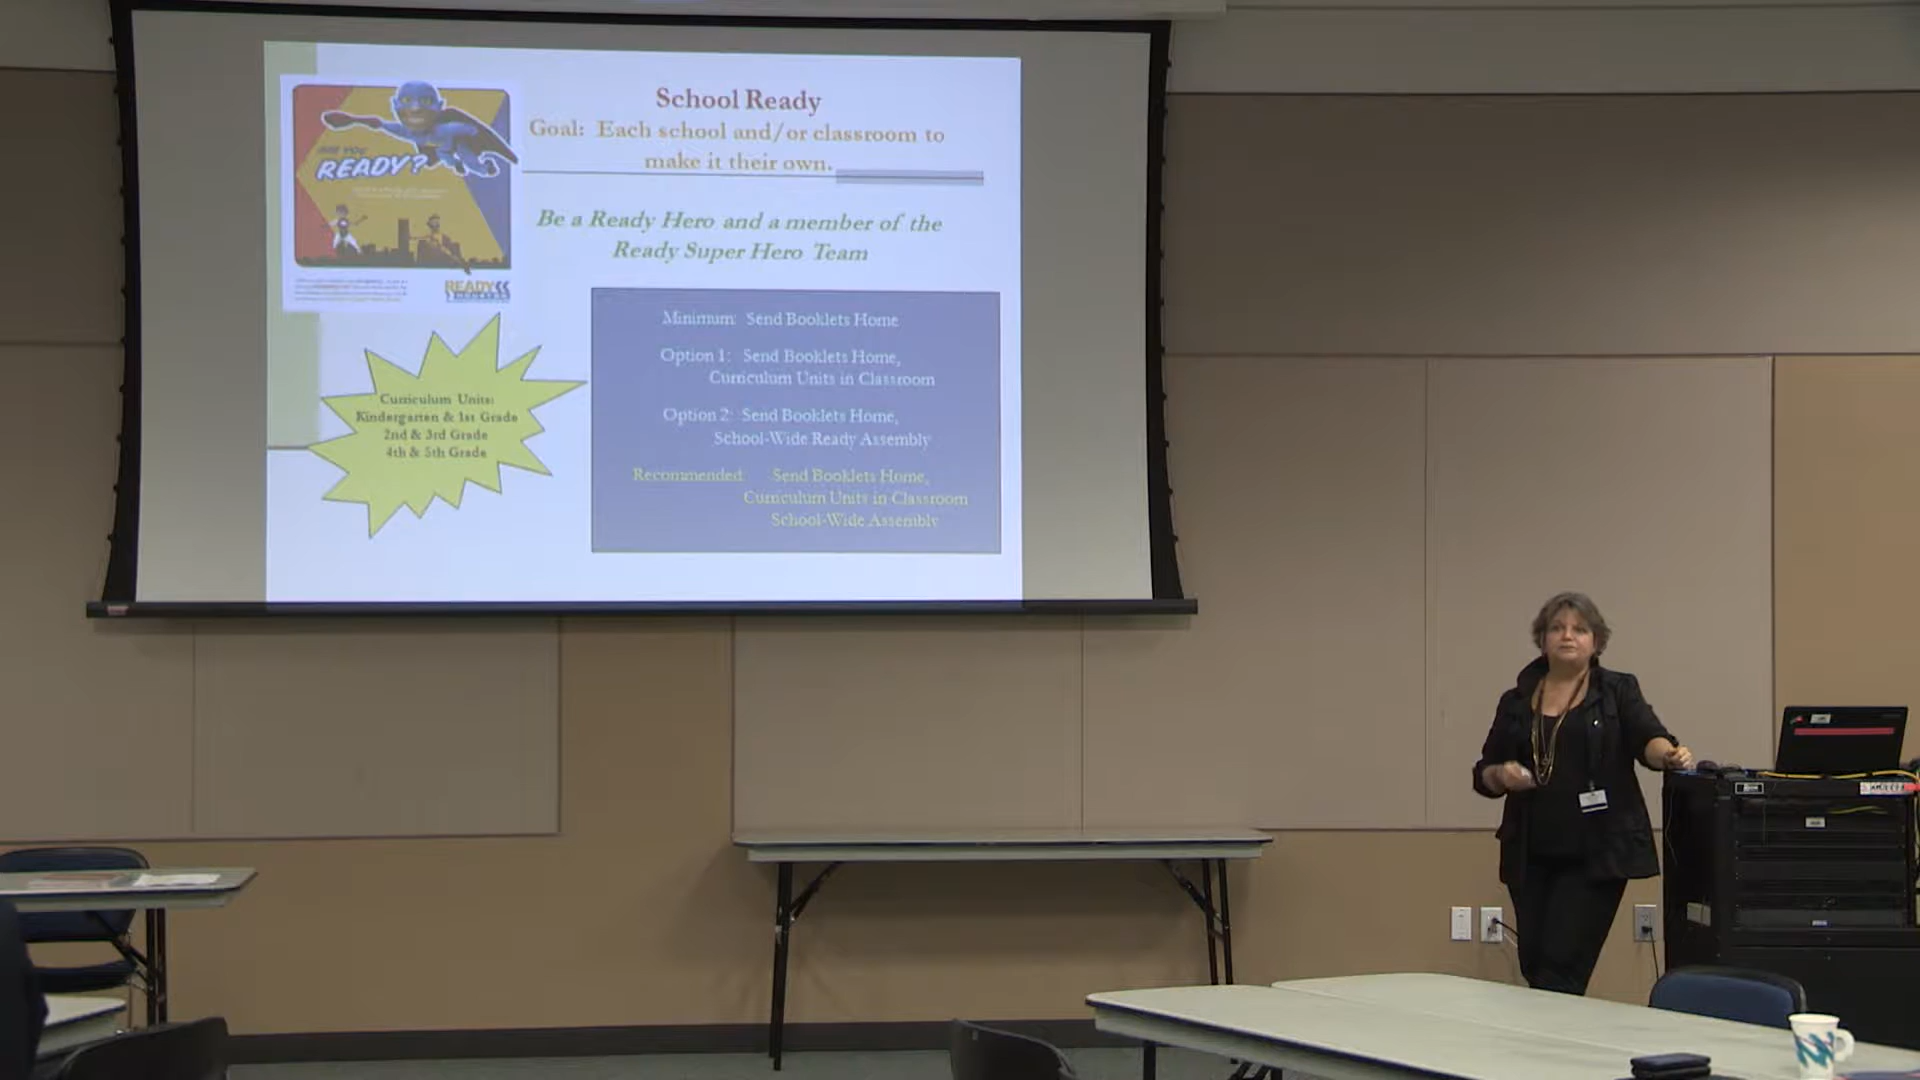 School Ready
Goal: Each school and/or classroom to
make it their own.
ARE YOU
READY?
Be a Ready Hero and a member of the
Ready Super Hero Team
READY
HOUSTON
Minimum: Send Booklets Home
Option 1: Send Booklets Home,
Curriculum Units in Classroom
Option 2: Send Booklets Home,
School-Wide Ready Assembly
Recommended: Send Booklets Home,
Curriculum Units in Classroom
School-Wide Assembly
Curriculum Units:
Kindergarten & 1st Grade
2nd & 3rd Grade
4th & 5th Grade